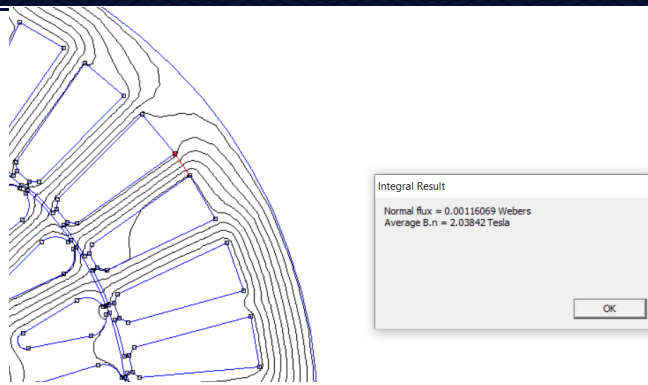 Integral Result
Normal flux = 0.00116069 Webers
Average B.n = 2.03842 Tesla
OK